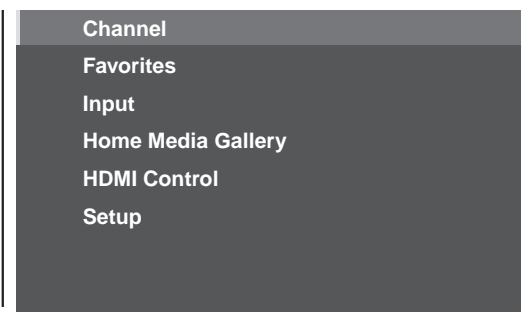 Channel
Favorites
Input
Home Media Gallery
HDMI Control
Setup